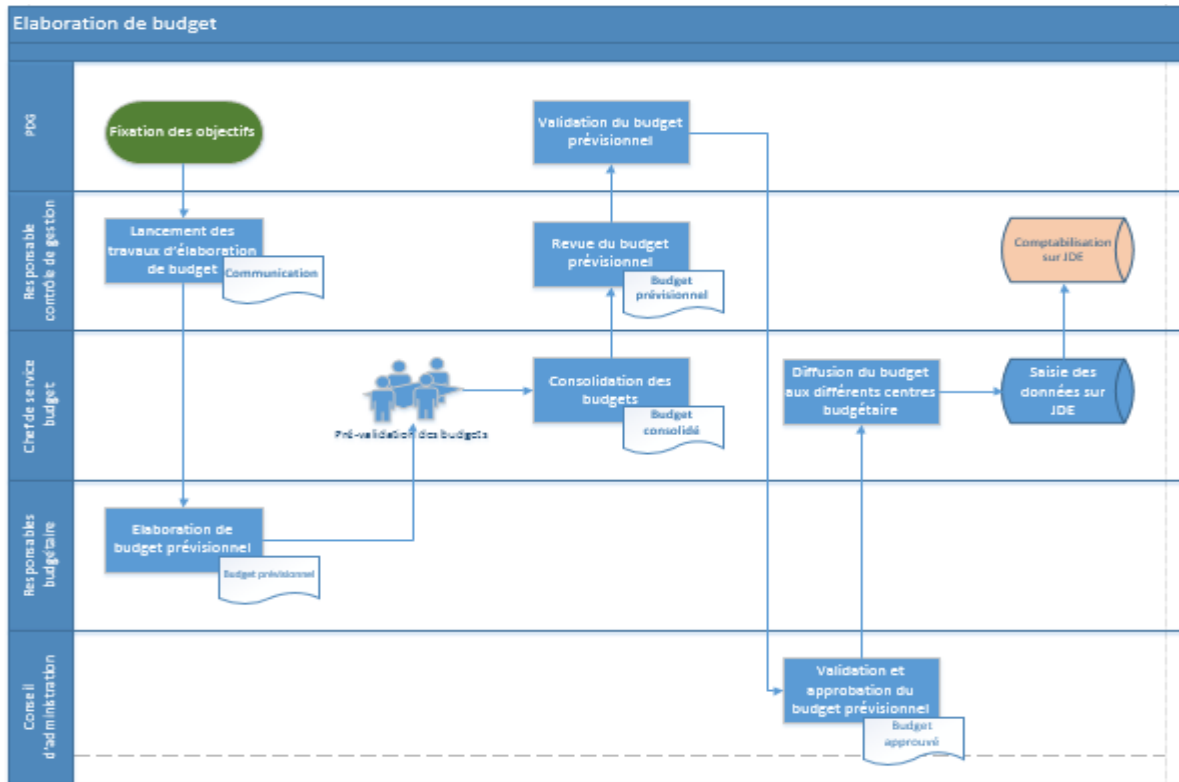 Elaboration de budget
PDG
Fixation des objectifs
Validation du budget
prévisionnel
Responsable
contrôle de gestion
Lancement des
travaux d'élaboration
de budget
Communication
Revue du budget
prévisionnel
Budget
prévisionnel
Comptabilisation
sur JDE
Chef de service
budget
Pré-validation des budgets
Consolidation des
budgets
Budget
consolidé
Diffusion du budget
aux différents centres
budgétaire
Saisie des
données sur
JDE
Responsables
budgétaire
Elaboration de
budget prévisionnel
Budget prévisionnel
Conseil
d'administration
Validation et
approbation du
budget prévisionnel
Budget
approuvé